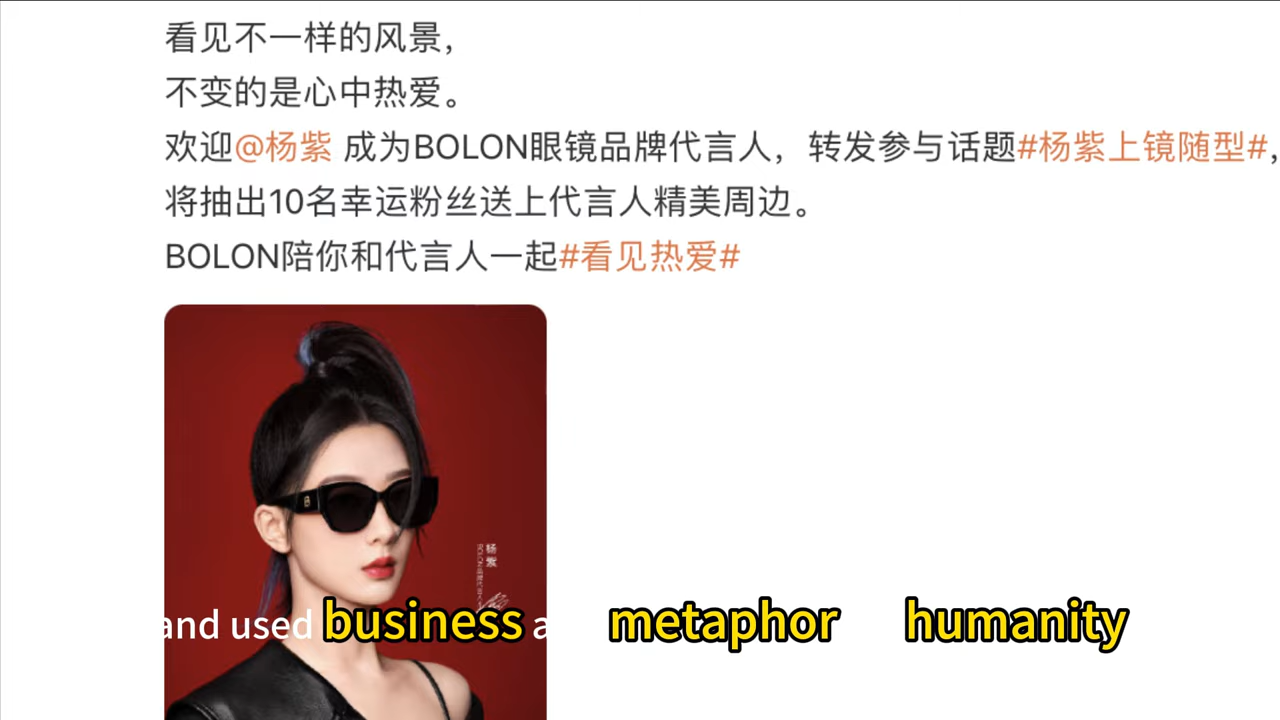 看见不一样的风景，
不变的是心中热爱。
欢迎@杨紫 成为BOLON眼镜品牌代言人，转发参与话题#杨紫上镜随型#，
将抽出10名幸运粉丝送上代言人精美周边。
BOLON陪你和代言人一起#看见热爱#
杨紫
and used business a metaphor humanity